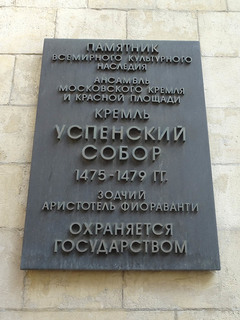 ПАМЯТНИК
ВСЕМИРНОГО КУЛЬТУРНОГО
НАСЛЕДИЯ
АНСАМБЛЬ
МОСКОВСКОГО КРЕМЛЯ
И КРАСНОЙ ПЛОЩАДИ
КРЕМЛЬ
УСПЕНСКИЙ
СОБОР
1475-1479 ГГ.
ЗОДЧИЙ
АРИСТОТЕЛЬ ФИОРАВАНТИ
ОХРАНЯЕТСЯ
ГОСУДАРСТВОМ